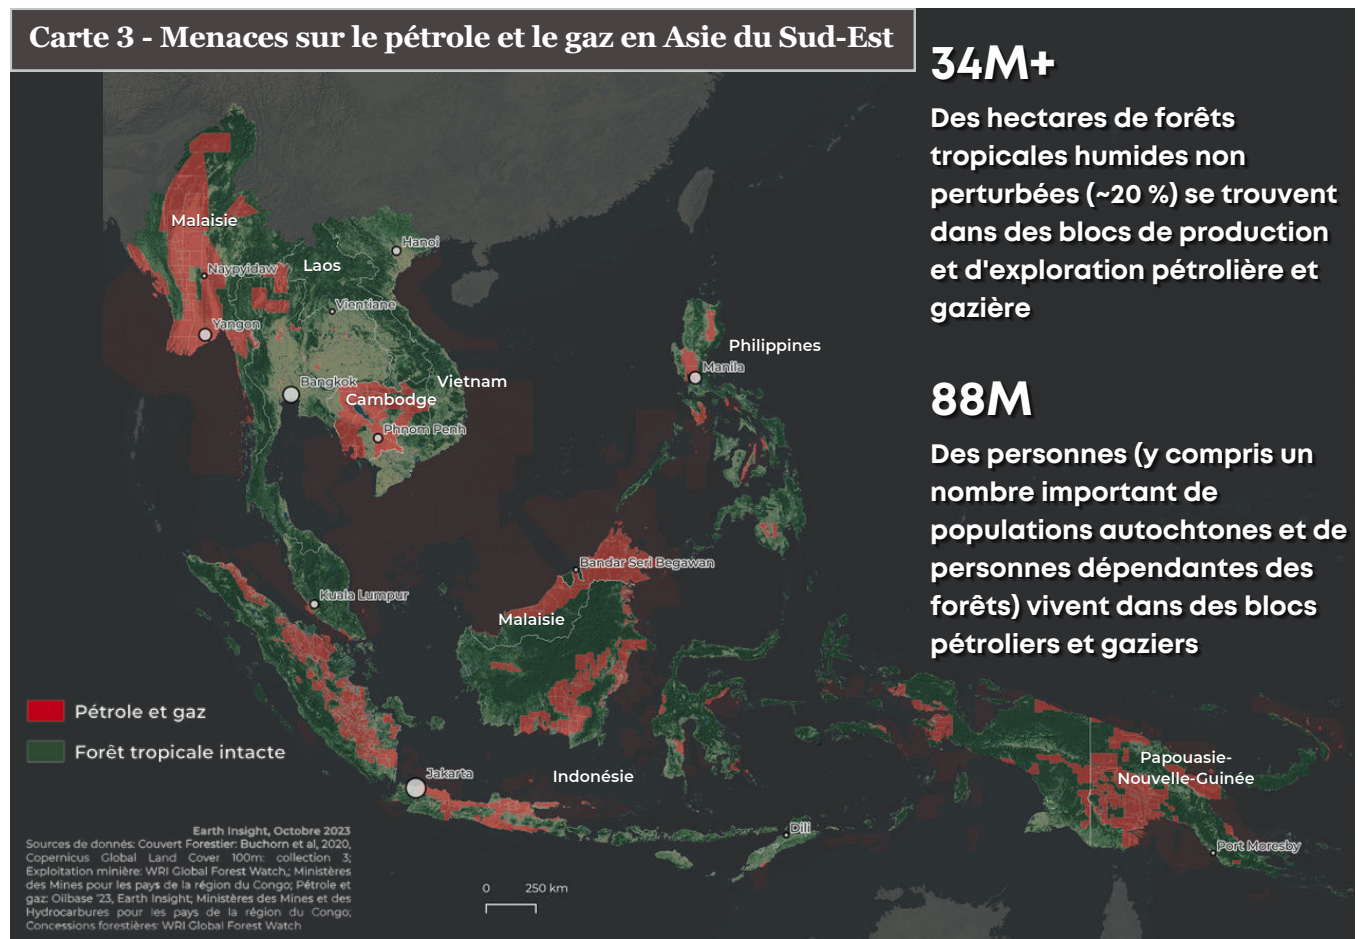 Carte 3 - Menaces sur le pétrole et le gaz en Asie du Sud-Est
34M+
Des hectares de forêts
tropicales humides non
perturbées (~20 %) se trouvent
dans des blocs de production
et d'exploration pétrolière et
gazière
88M
Des personnes (y compris un
nombre important de
populations autochtones et de
personnes dépendantes des
forêts) vivent dans des blocs
pétroliers et gaziers
Malaisie
Hanoi
Laos
Naypyidaw
Vientiane
Yangon
Philippines
Manila
Bangkok
Vietnam
Cambodge
Phnom Penh
Bandar Seri Begawan
Kuala Lumpur
Malaisie
Pétrole et gaz
Forêt tropicale intacte
Jakarta
Indonésie
Papouasie-
Nouvelle-Guinée
Dili
Port Moresby
0 250 km
Earth Insight, Octobre 2023
Sources de donnés: Couvert Forestier: Buchorn et al, 2020,
Copernicus Global Land Cover 100m: collection 3;
Exploitation minière: WRI Global Forest Watch,; Ministères
des Mines pour les pays de la région du Congo; Pétrole et
gaz: Oilbase '23, Earth Insight; Ministères des Mines et des
Hydrocarbures pour les pays de la région du Congo;
Concessions forestières: WRI Global Forest Watch